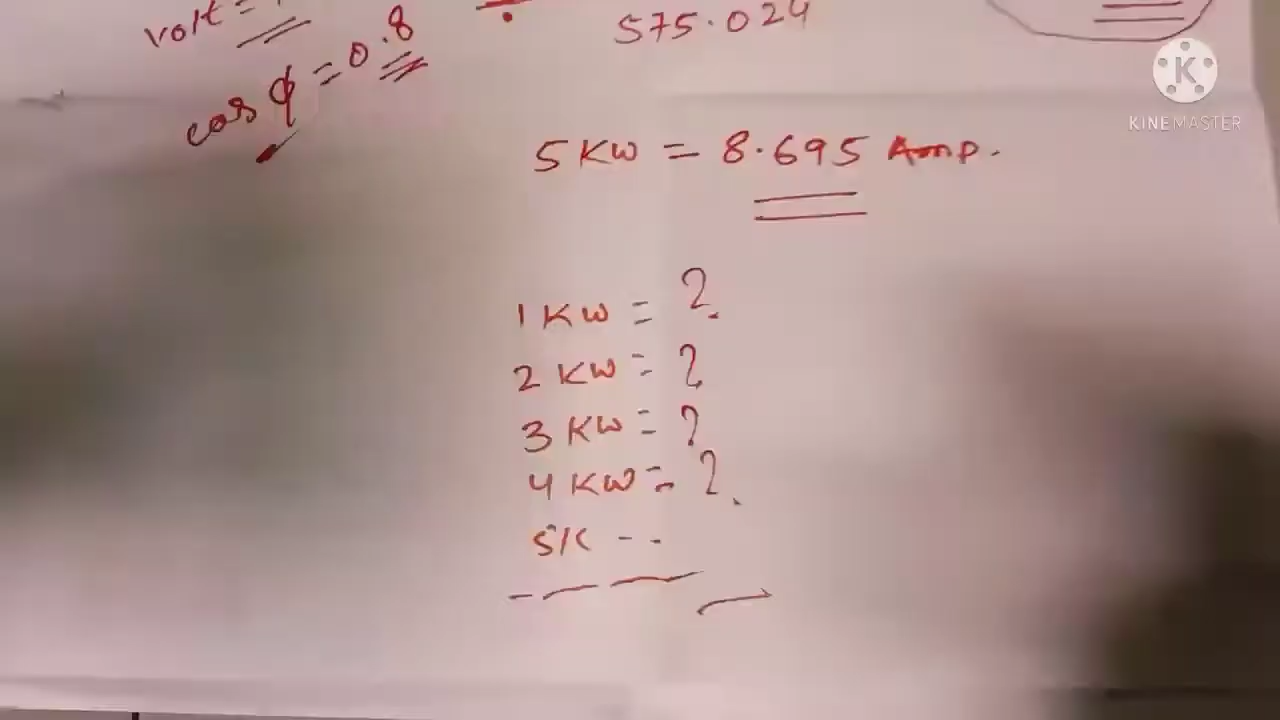 volt =
575.024
cos φ = 0.8
KINEMASTER
5 KW = 8.695 Amp.
1 KW = ?
2 KW = ?
3 KW = ?
4 KW = ?
5K - -